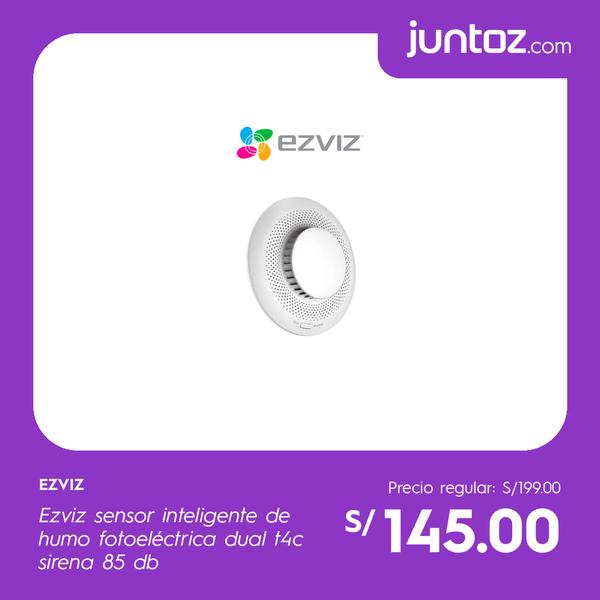 juntoz.com
ezviz
EZVIZ
Ezviz sensor inteligente de
humo fotoeléctrica dual t4c
sirena 85 db
Precio regular: S/199.00
S/145.00